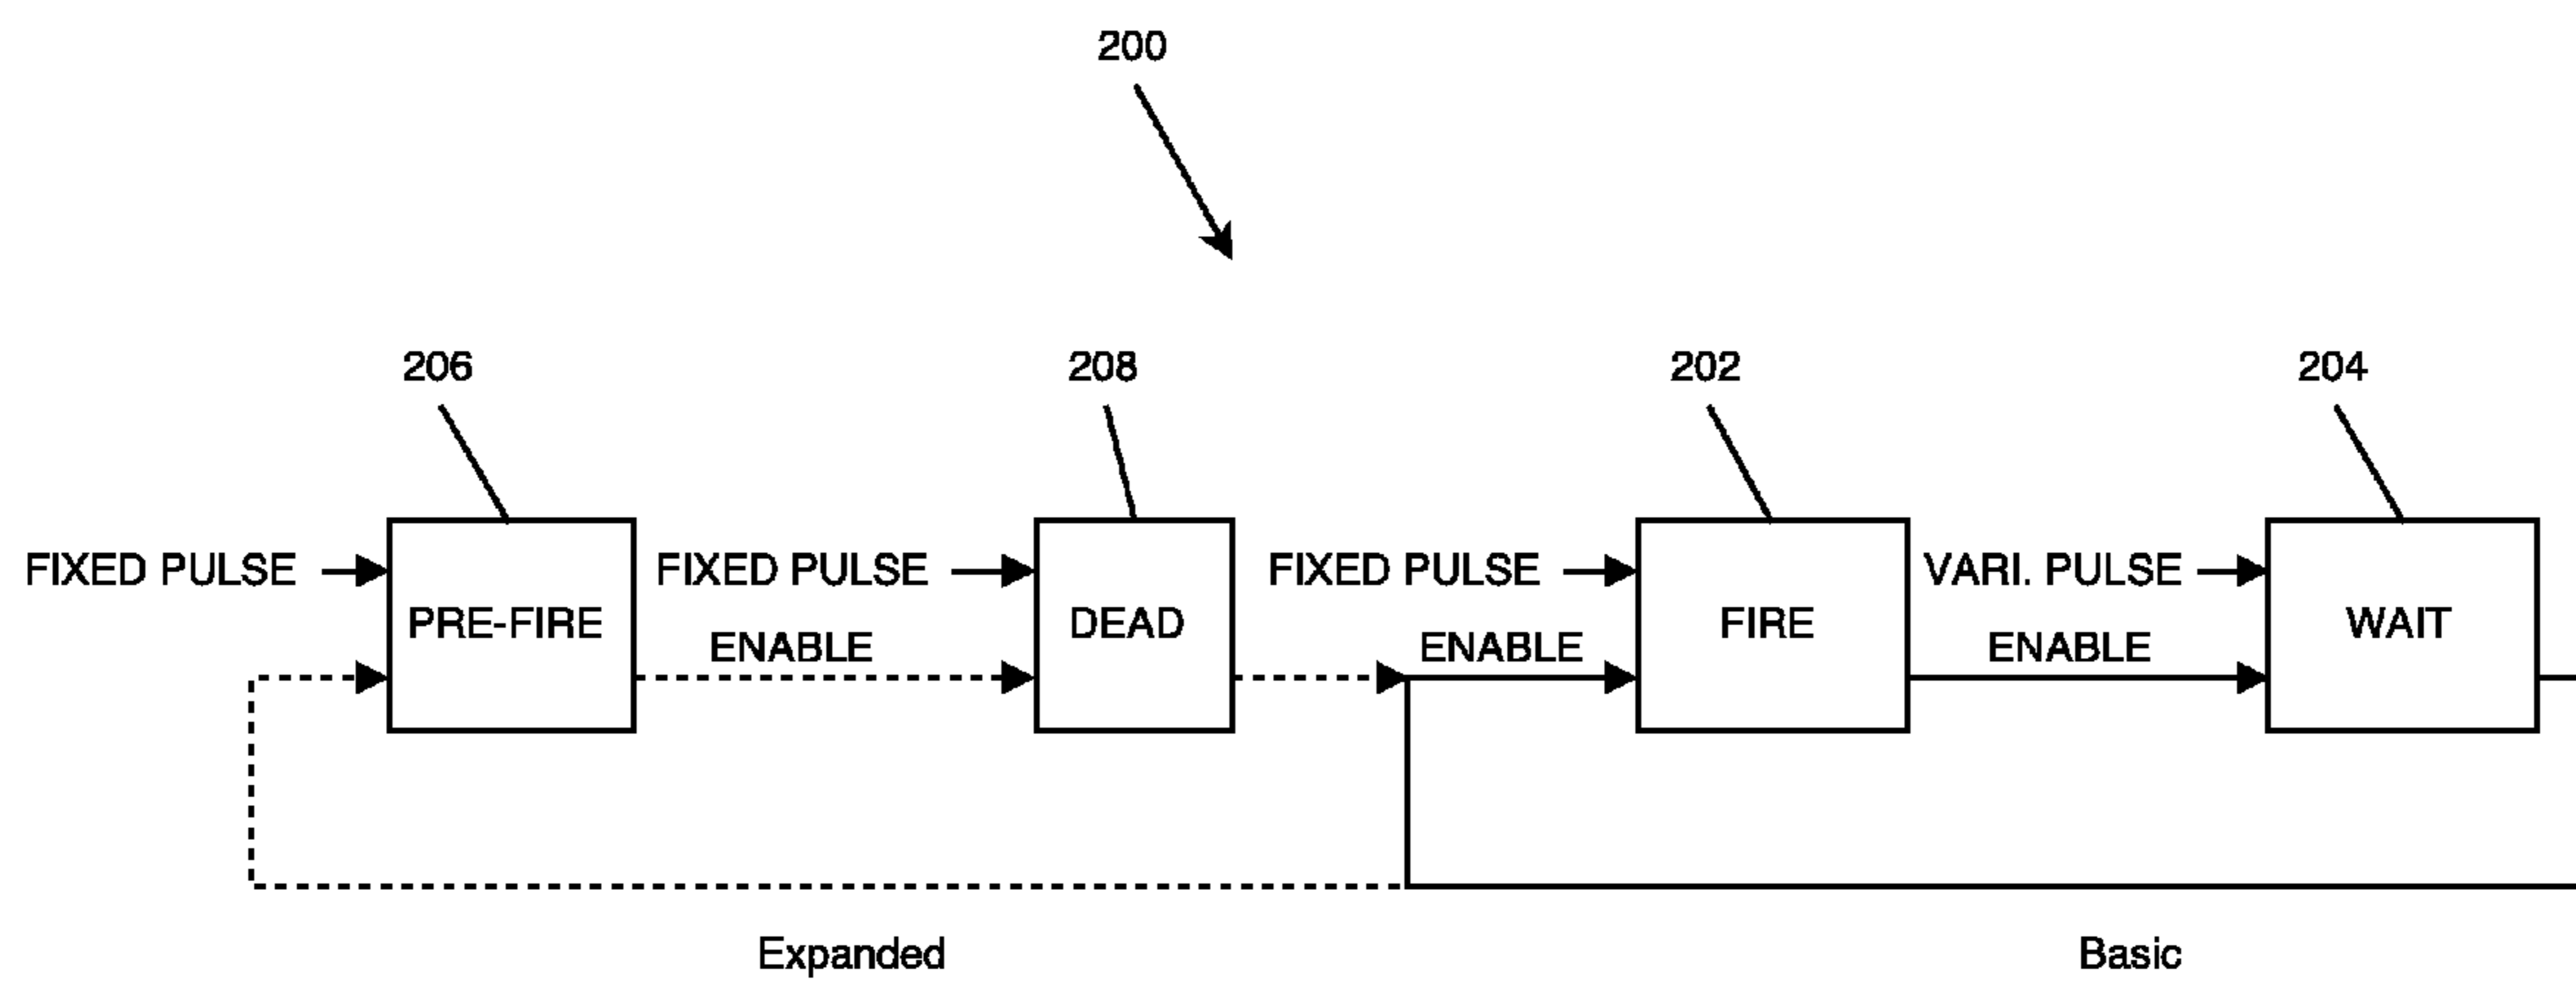 200
206 208 202 204
FIXED PULSE FIXED PULSE FIXED PULSE VARI. PULSE
PRE-FIRE DEAD FIRE WAIT
ENABLE ENABLE ENABLE
Expanded Basic